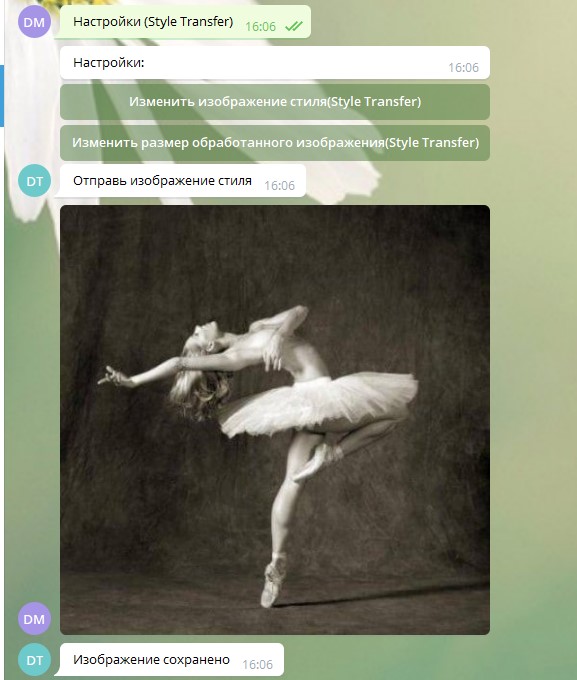 DM
Настройки (Style Transfer) 16:06
Настройки: 16:06
Изменить изображение стиля(Style Transfer)
Изменить размер обработанного изображения(Style Transfer)
DT
Отправь изображение стиля 16:06
DM
DT
Изображение сохранено 16:06